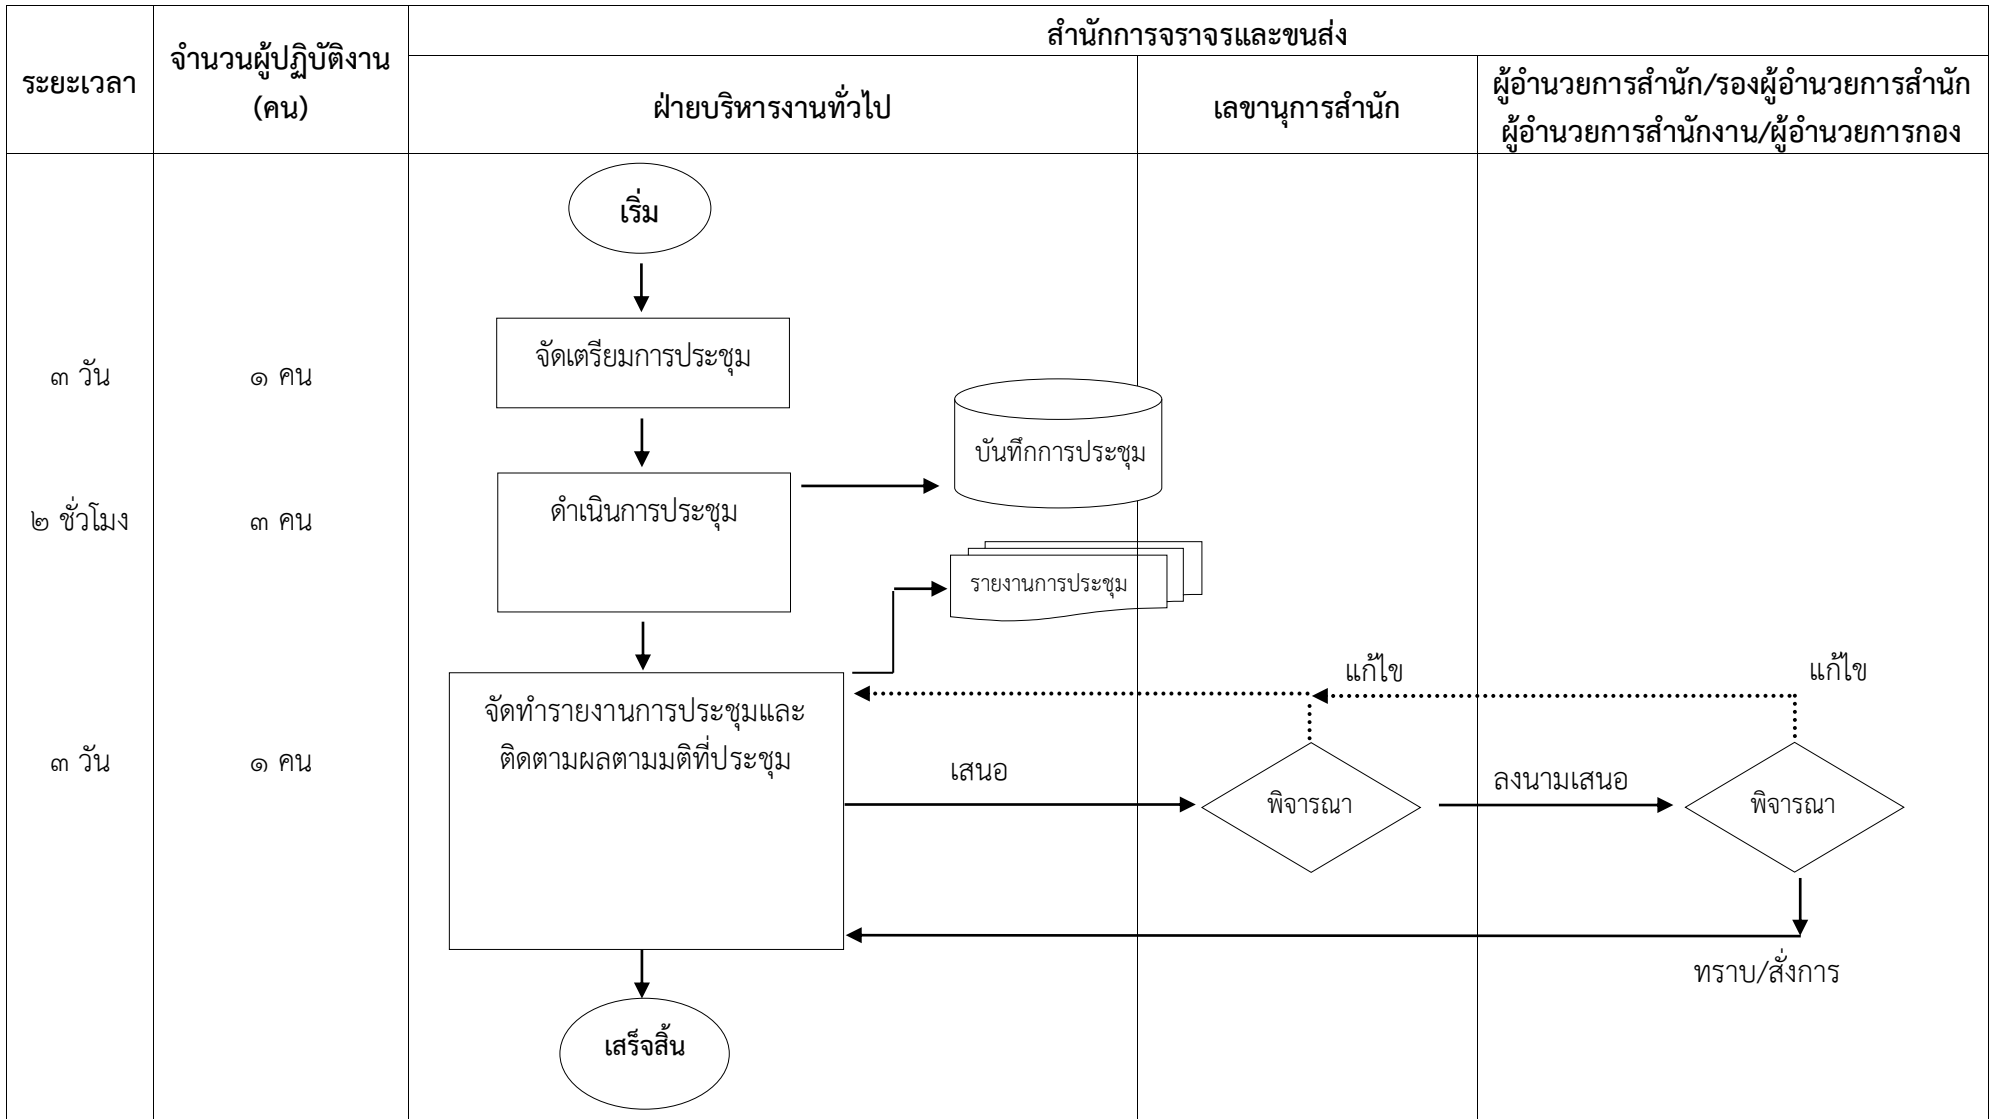 สำนักการจราจรและขนส่ง
ระยะเวลา
จำนวนผู้ปฏิบัติงาน
(คน)
ฝ่ายบริหารงานทั่วไป
เลขานุการสำนัก
ผู้อำนวยการสำนัก/รองผู้อำนวยการสำนัก
ผู้อำนวยการสำนักงาน/ผู้อำนวยการกอง
เริ่ม
๓ วัน
๑ คน
จัดเตรียมการประชุม
บันทึกการประชุม
๒ ชั่วโมง
๓ คน
ดำเนินการประชุม
รายงานการประชุม
แก้ไข
แก้ไข
๓ วัน
๑ คน
จัดทำรายงานการประชุมและ
ติดตามผลตามมติที่ประชุม
เสนอ
พิจารณา
ลงนามเสนอ
พิจารณา
ทราบ/สั่งการ
เสร็จสิ้น